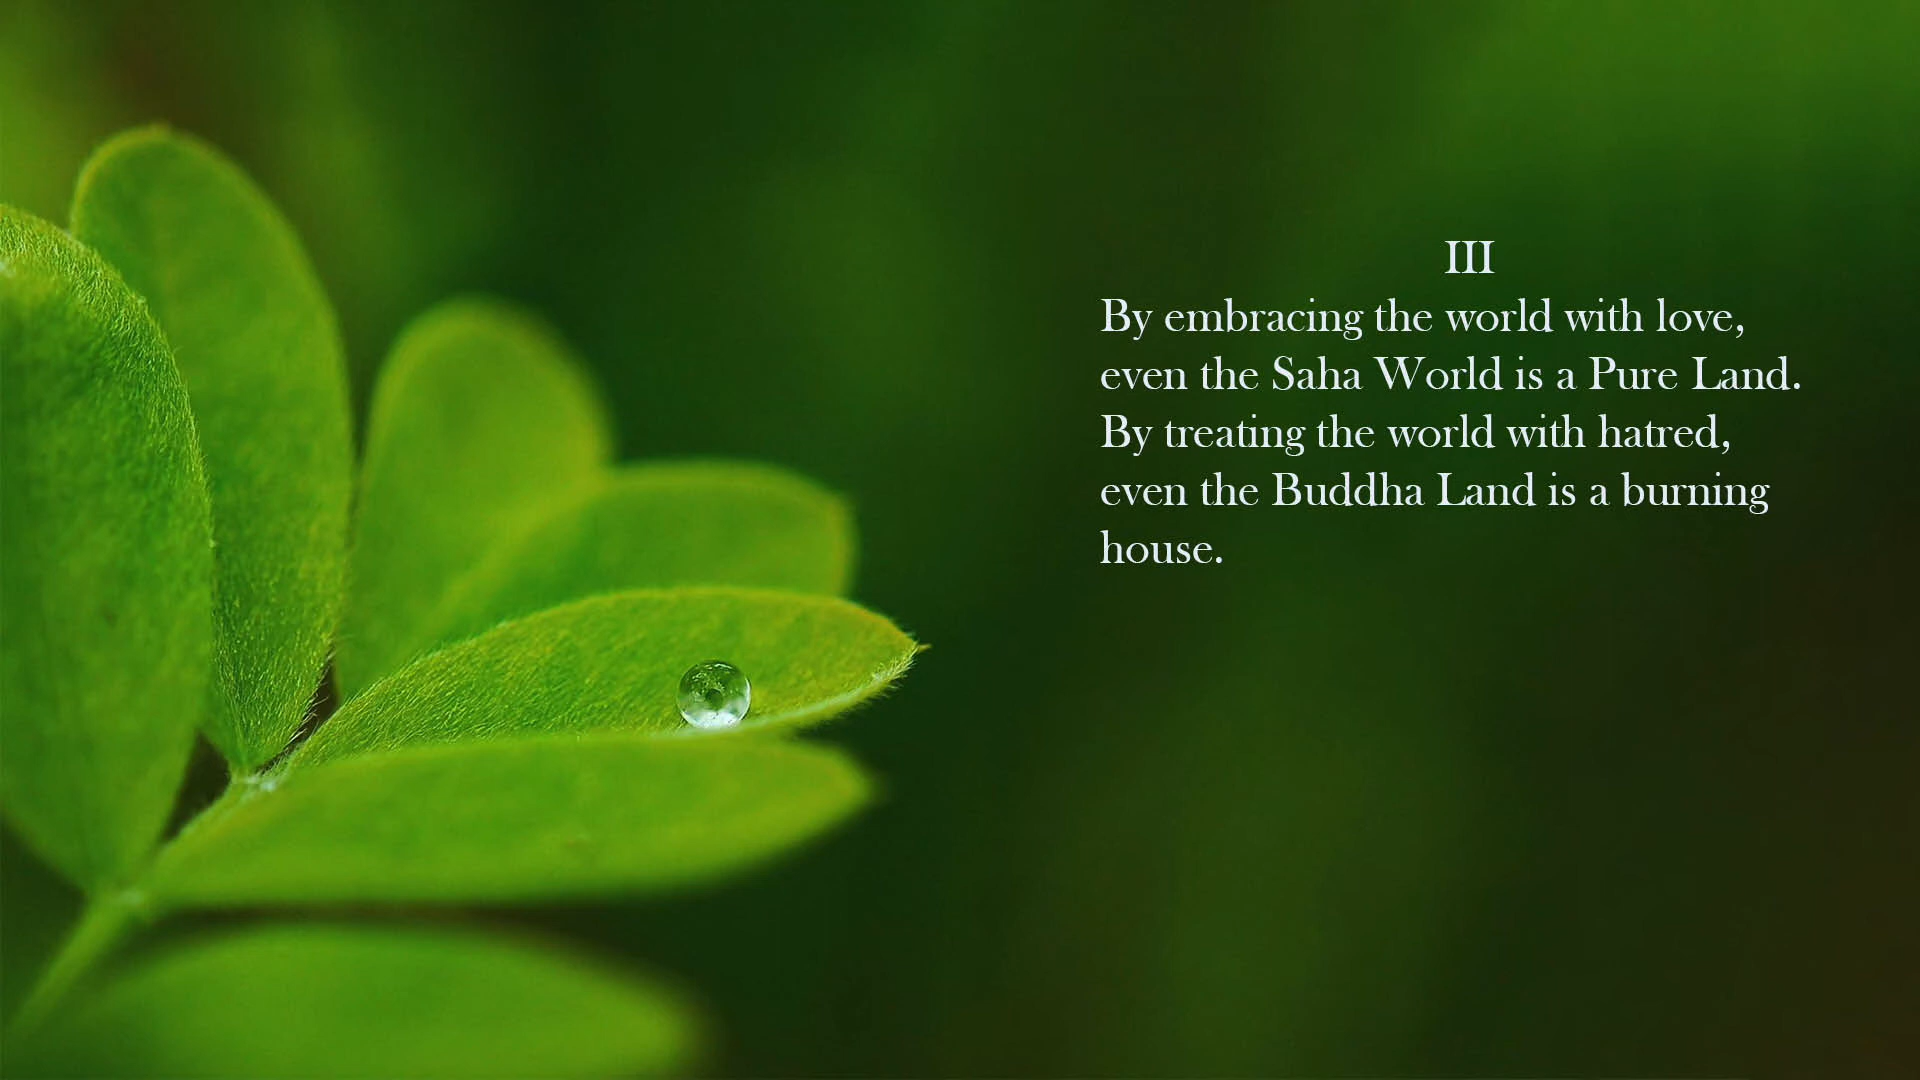 III
By embracing the world with love,
even the Saha World is a Pure Land.
By treating the world with hatred,
even the Buddha Land is a burning
house.